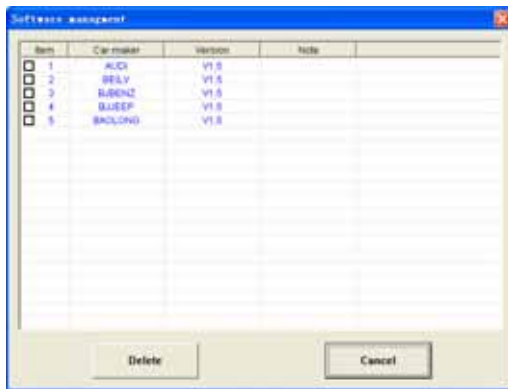 Software managment
Item Car maker Version Note
1 AUDI V1.5
2 BEILY V1.5
3 BJBENZ V1.5
4 BJJEEP V1.5
5 BAOLONG V1.5
Delete Cancel